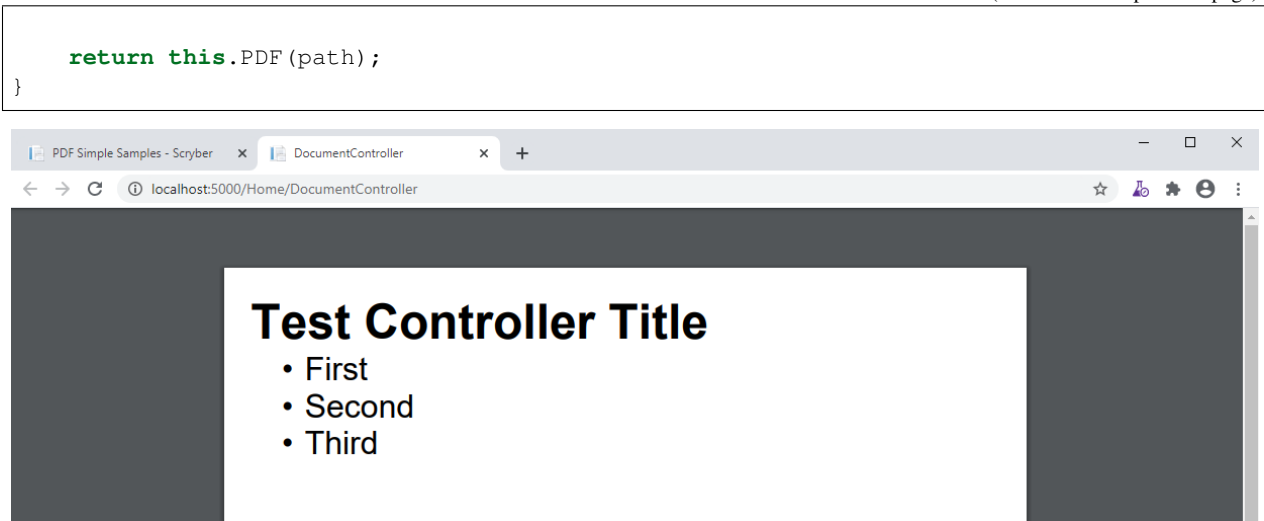 return this.PDF(path);
}
PDF Simple Samples - Scryber
DocumentController
localhost:5000/Home/DocumentController
Test Controller Title
• First
• Second
• Third